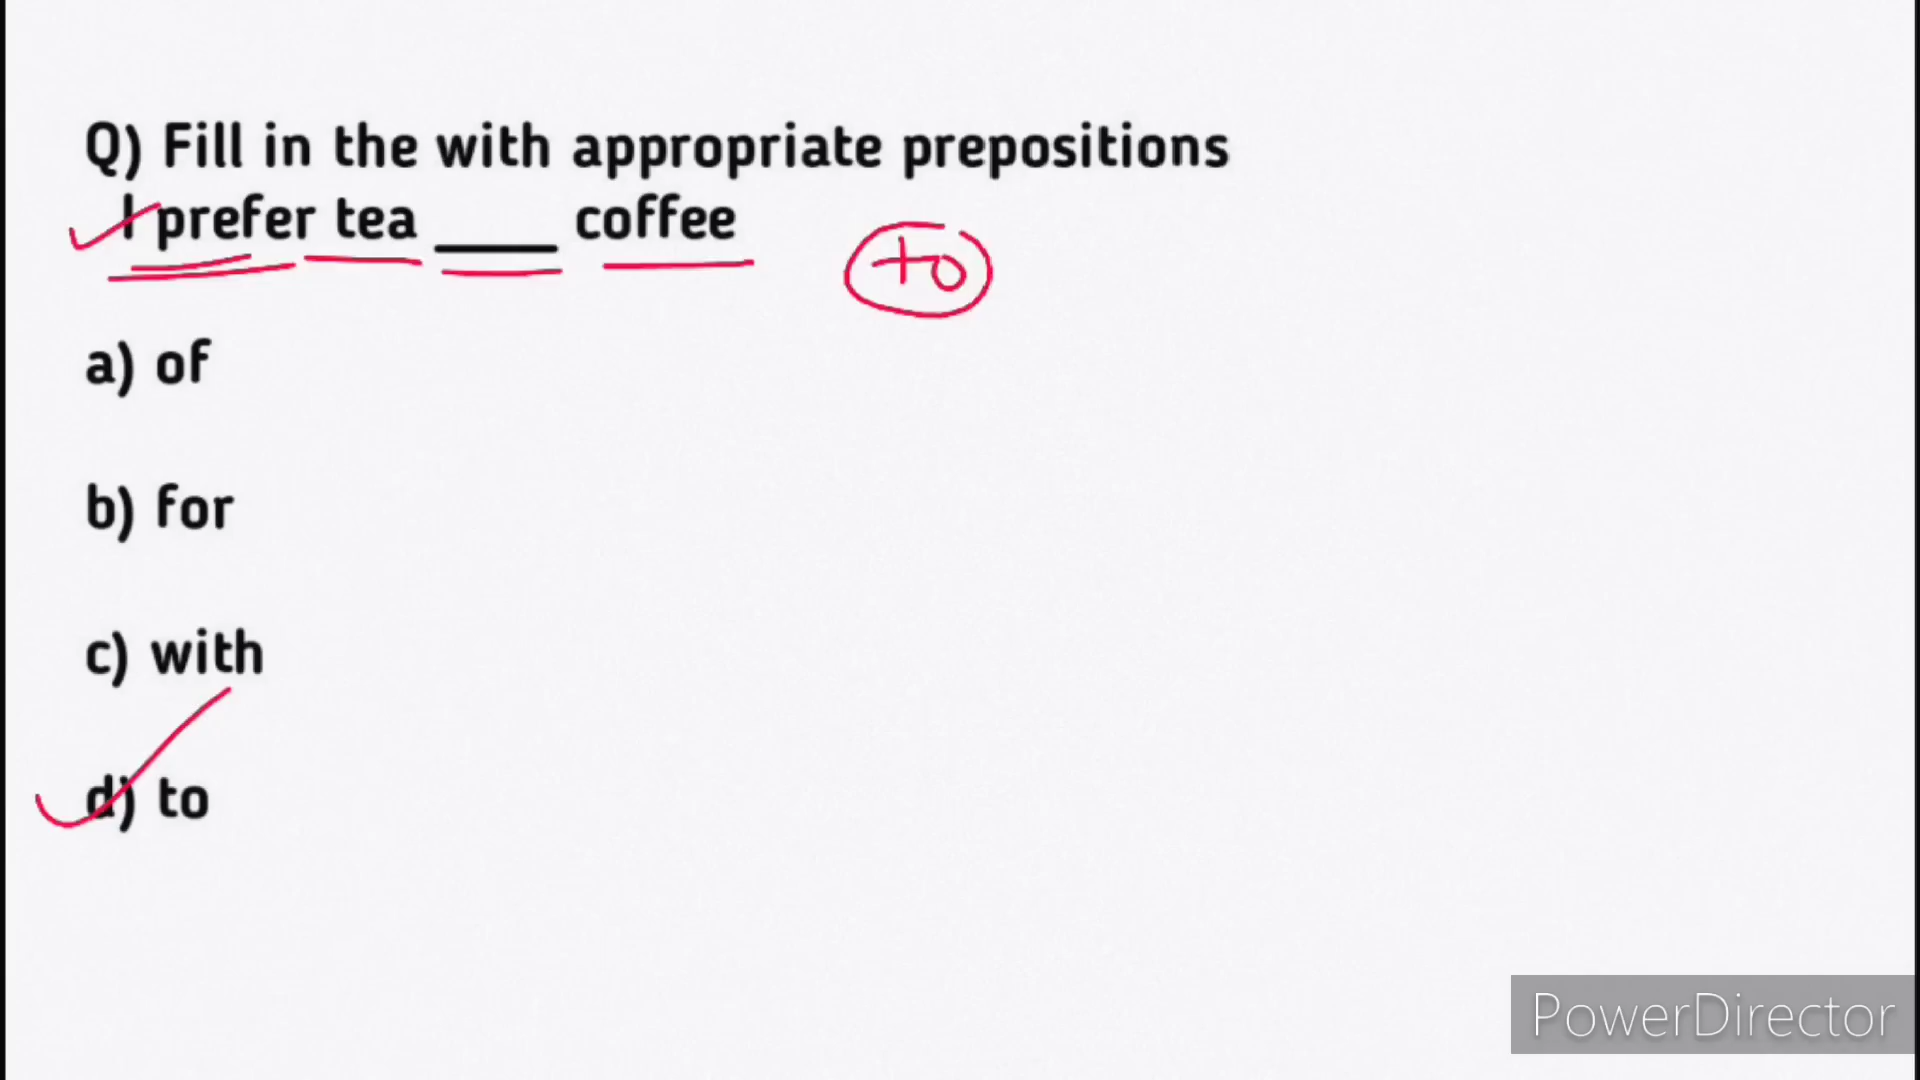 Q) Fill in the with appropriate prepositions
I prefer tea ____ coffee
to
a) of
b) for
c) with
d) to
PowerDirector